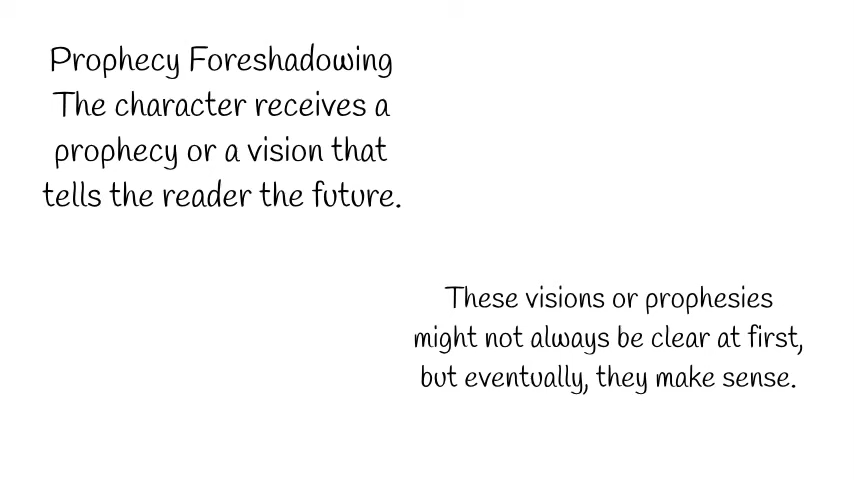 Prophecy Foreshadowing
The character receives a
prophecy or a vision that
tells the reader the future.
These visions or prophesies
might not always be clear at first,
but eventually, they make sense.